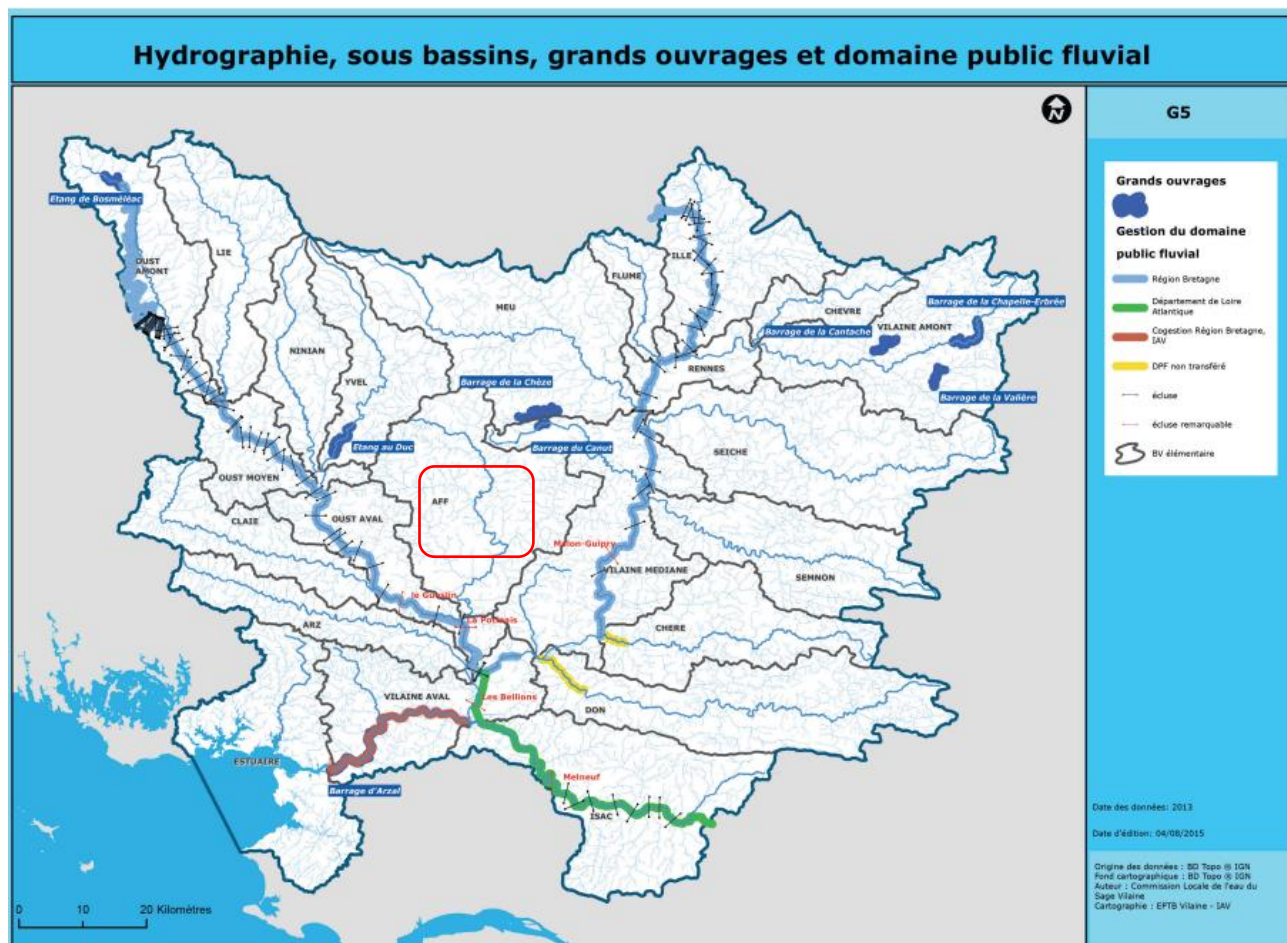 Hydrographie, sous bassins, grands ouvrages et domaine public fluvial
G5
N
Grands ouvrages
Gestion du domaine
public fluvial
Région Bretagne
Département de Loire
Atlantique
Cogestion Région Bretagne,
IAV
DPF non transféré
écluse
écluse remarquable
BV élémentaire
Etang de Bosméléac
OUST
AMONT
LIE
NINIAN
YVEL
MEU
FLUME
ILLE
CHEVRE
Barrage de la Chapelle-Erbrée
Barrage de la Cantache
VILAINE AMONT
RENNES
Barrage de la Valière
Barrage de la Chèze
Etang au Duc
Barrage du Canut
SEICHE
OUST MOYEN
AFF
CLAIE
OUST AVAL
Malon-Guipry
VILAINE MEDIANE
SEMNON
le Guélin
La Potinais
ARZ
CHERE
VILAINE AVAL
Les Bellions
DON
ESTUAIRE
Barrage d'Arzal
Melneuf
ISAC
0 10 20 Kilométres
Date des données: 2013
Date d'édition: 04/08/2015
Origine des données : BD Topo ® IGN
Fond cartographique : BD Topo ® IGN
Auteur : Commission Locale de l'eau du
Sage Vilaine
Cartographie : EPTB Vilaine - IAV